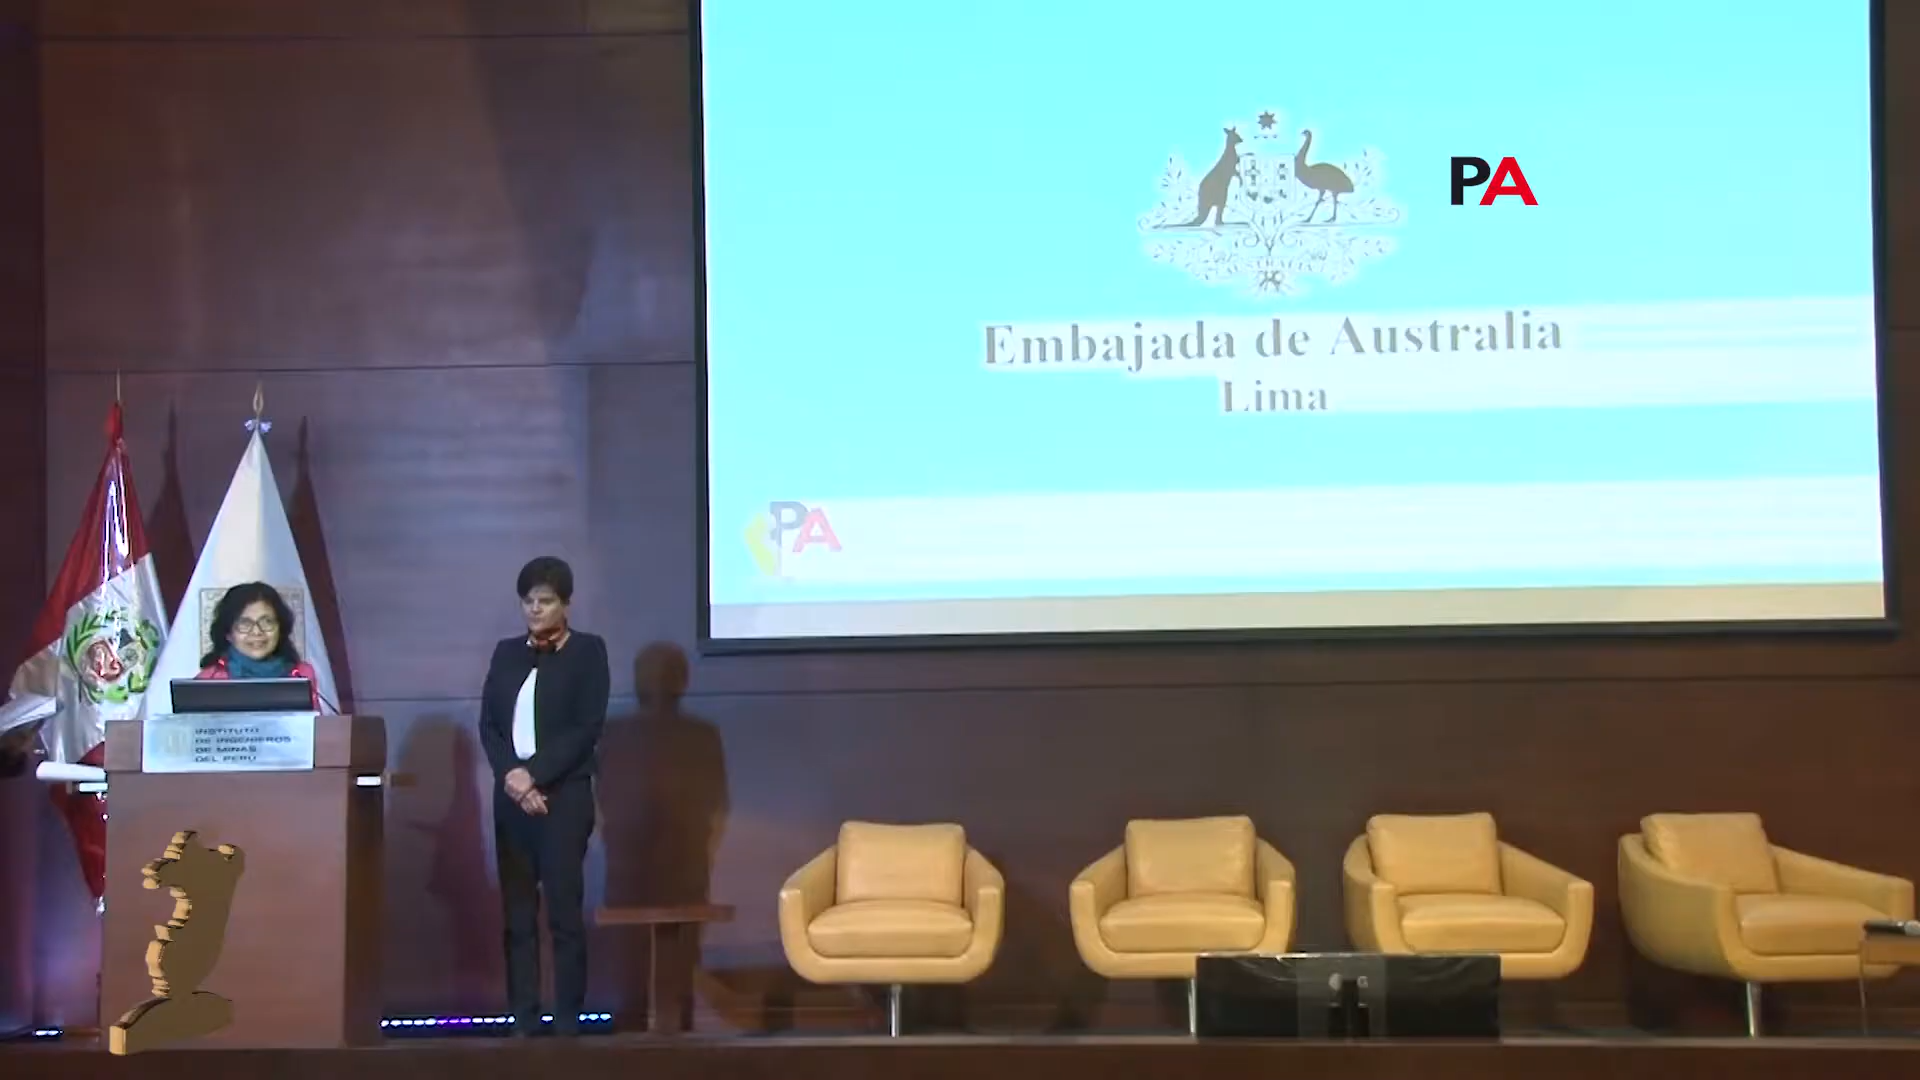 PA
Embajada de Australia
Lima
PA
INSTITUTO
DE INGENIEROS
DE MINAS
DEL PERU